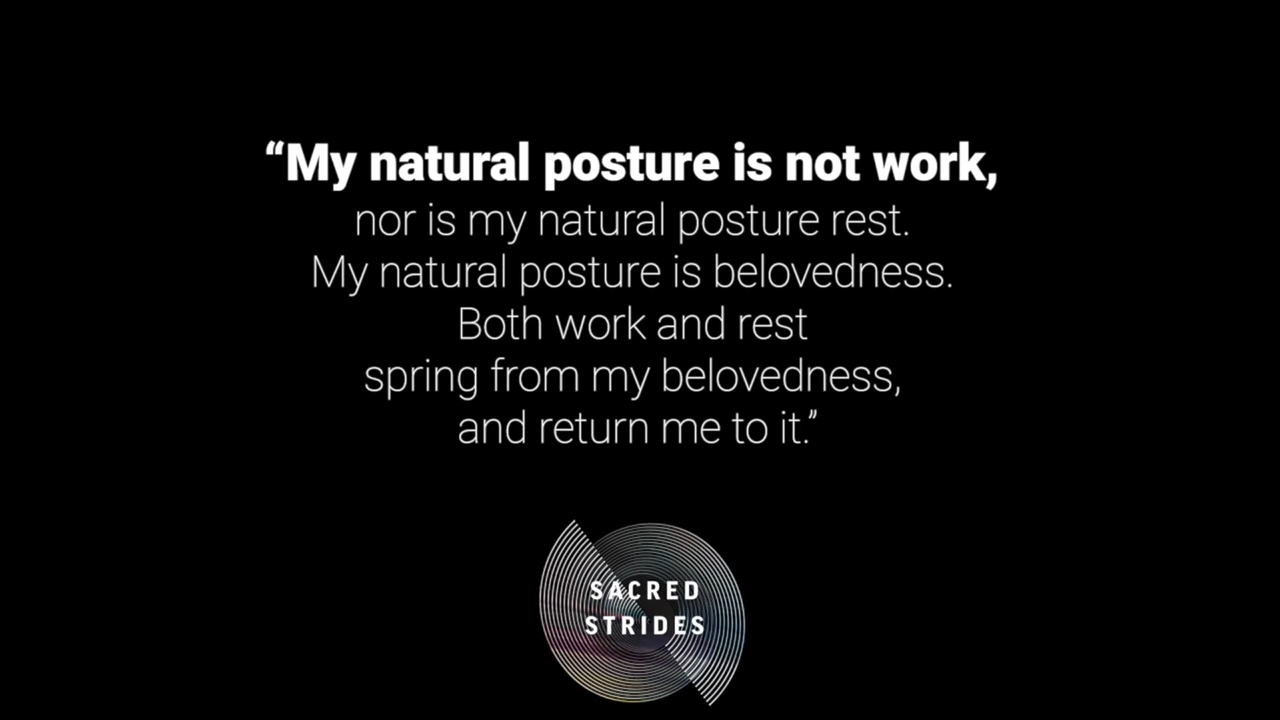 “My natural posture is not work,
nor is my natural posture rest.
My natural posture is belovedness.
Both work and rest
spring from my belovedness,
and return me to it.”
SACRED
STRIDES